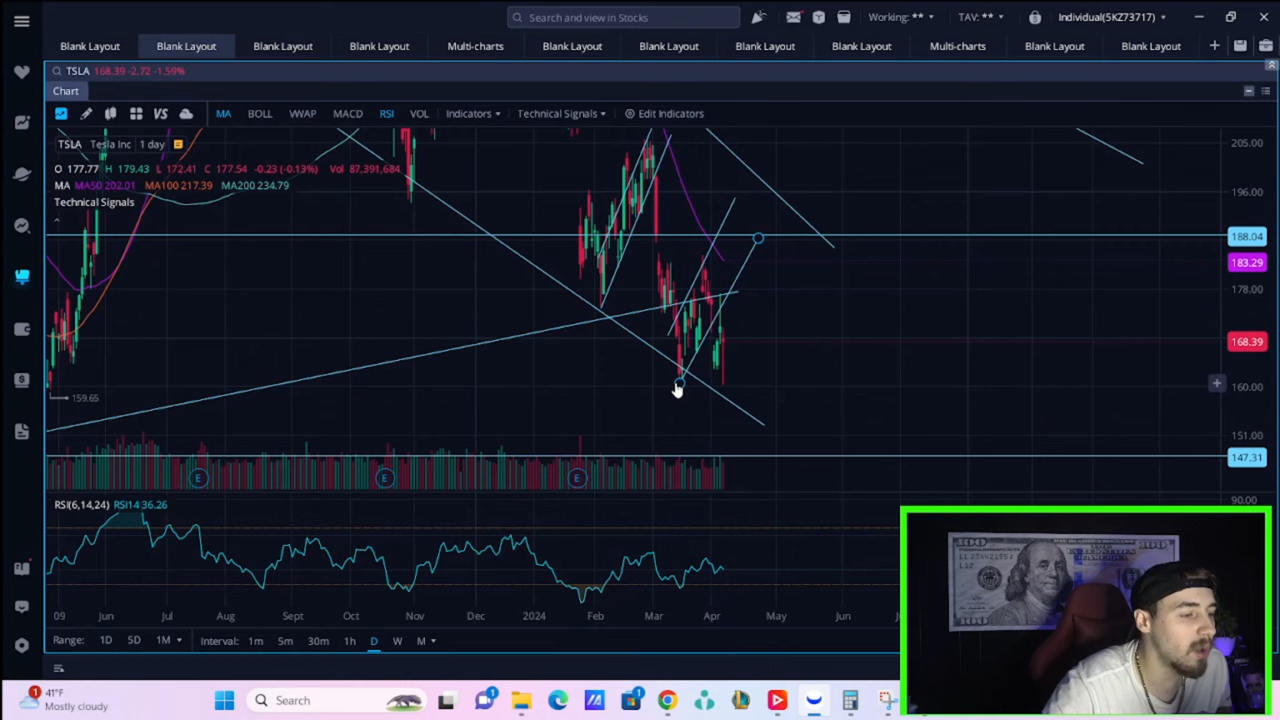 Search and view in Stocks
Working: **
TAV: **
Individual(5KZ73717)
Blank Layout
Blank Layout
Blank Layout
Blank Layout
Multi-charts
Blank Layout
Blank Layout
Blank Layout
Blank Layout
Multi-charts
Blank Layout
Blank Layout
TSLA 168.39 -2.72 -1.59%
Chart
VS
MA
BOLL
VWAP
MACD
RSI
VOL
Indicators
Technical Signals
Edit Indicators
TSLA Tesla Inc 1 day
O 177.77 H 179.43 L 172.41 C 177.54 -0.23 (-0.13%) Vol 87,391,684
MA MA50 202.01 MA100 217.39 MA200 234.79
Technical Signals
205.00
196.00
188.04
183.29
178.00
168.39
160.00
159.65
151.00
147.31
E
E
E
90.00
RSI(6,14,24) RSI14 36.26
09 Jun Jul Aug Sept Oct Nov Dec 2024 Feb Mar Apr May Jun
Range: 1D 5D 1M Interval: 1m 5m 30m 1h D W M
1
41°F
Mostly cloudy
Search
1
1
100
100
100